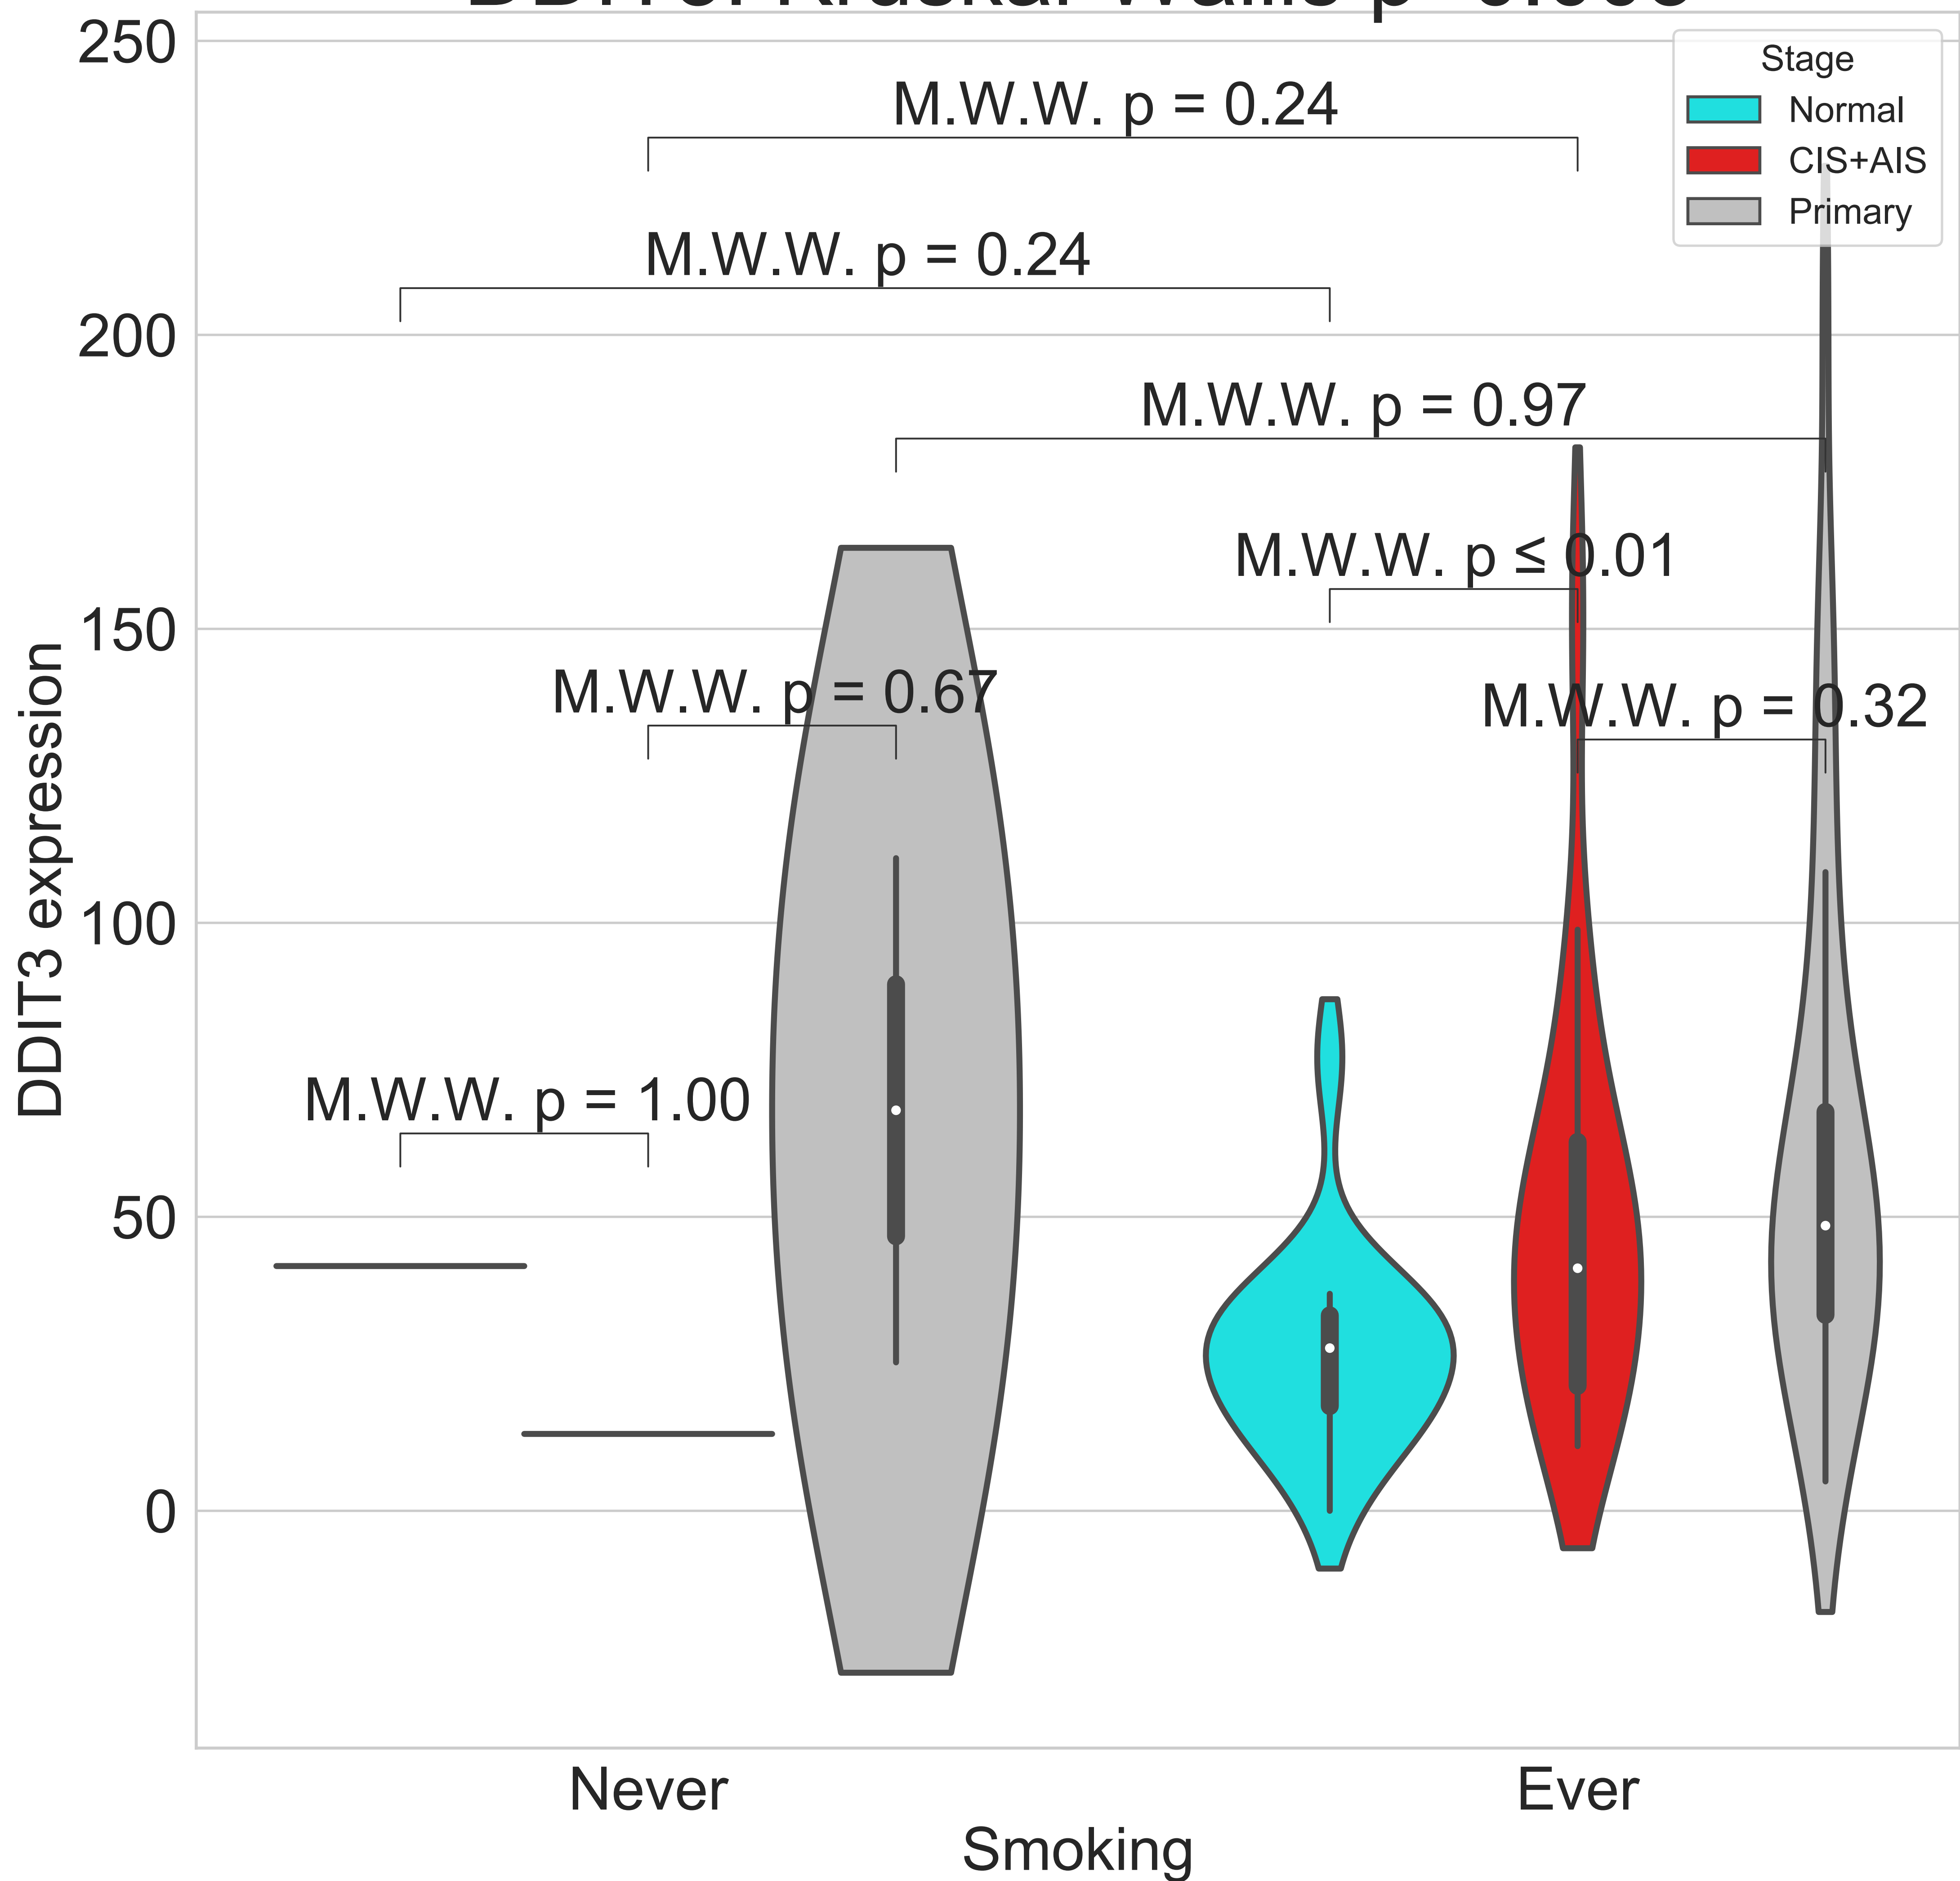 250
M.W.W. p = 0.24
Stage
Normal
CIS+AIS
Primary
M.W.W. p = 0.24
200
M.W.W. p = 0.97
M.W.W. p ≤ 0.01
150
M.W.W. p = 0.67
M.W.W. p = 0.32
DDIT3 expression
100
M.W.W. p = 1.00
50
0
Never
Ever
Smoking